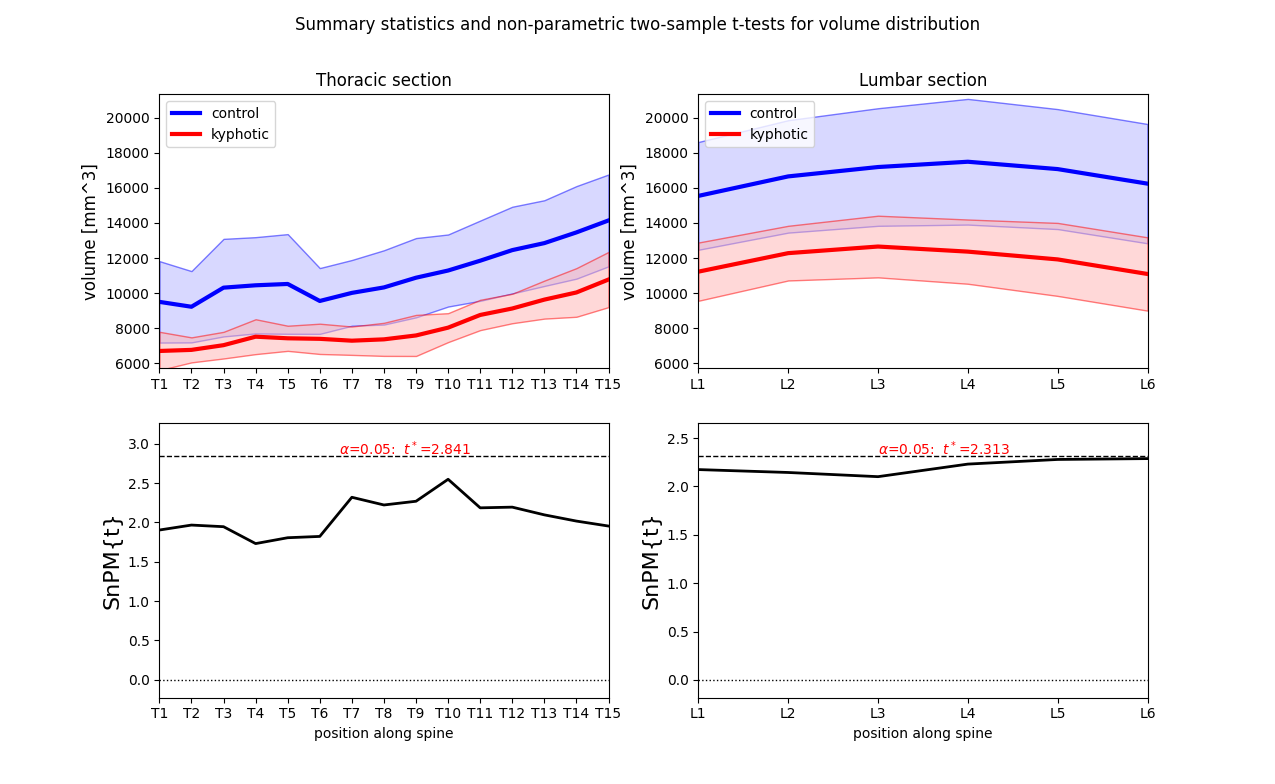 Summary statistics and non-parametric two-sample t-tests for volume distribution
Thoracic section
control
kyphotic
volume [mm^3]
20000
18000
16000
14000
12000
10000
8000
6000
T1 T2 T3 T4 T5 T6 T7 T8 T9 T10 T11 T12 T13 T14 T15
Lumbar section
control
kyphotic
volume [mm^3]
20000
18000
16000
14000
12000
10000
8000
6000
L1 L2 L3 L4 L5 L6
α=0.05: t*=2.841
SnPM{t}
3.0
2.5
2.0
1.5
1.0
0.5
0.0
T1 T2 T3 T4 T5 T6 T7 T8 T9 T10 T11 T12 T13 T14 T15
position along spine
α=0.05: t*=2.313
SnPM{t}
2.5
2.0
1.5
1.0
0.5
0.0
L1 L2 L3 L4 L5 L6
position along spine